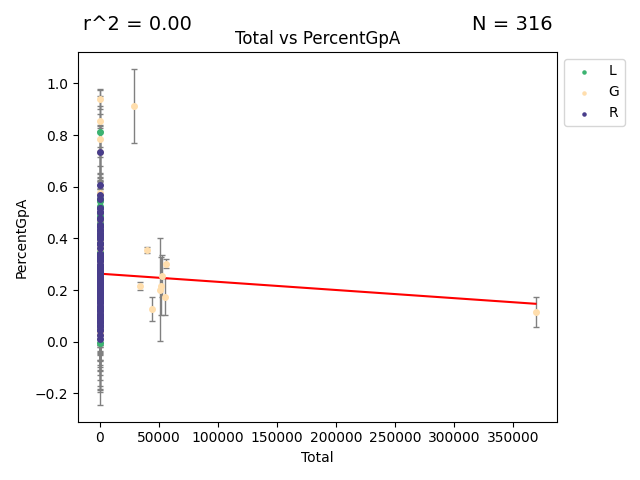 r^2 = 0.00
N = 316
Total vs PercentGpA
L
G
R
PercentGpA
1.0
0.8
0.6
0.4
0.2
0.0
−0.2
0
50000
100000
150000
200000
250000
300000
350000
Total